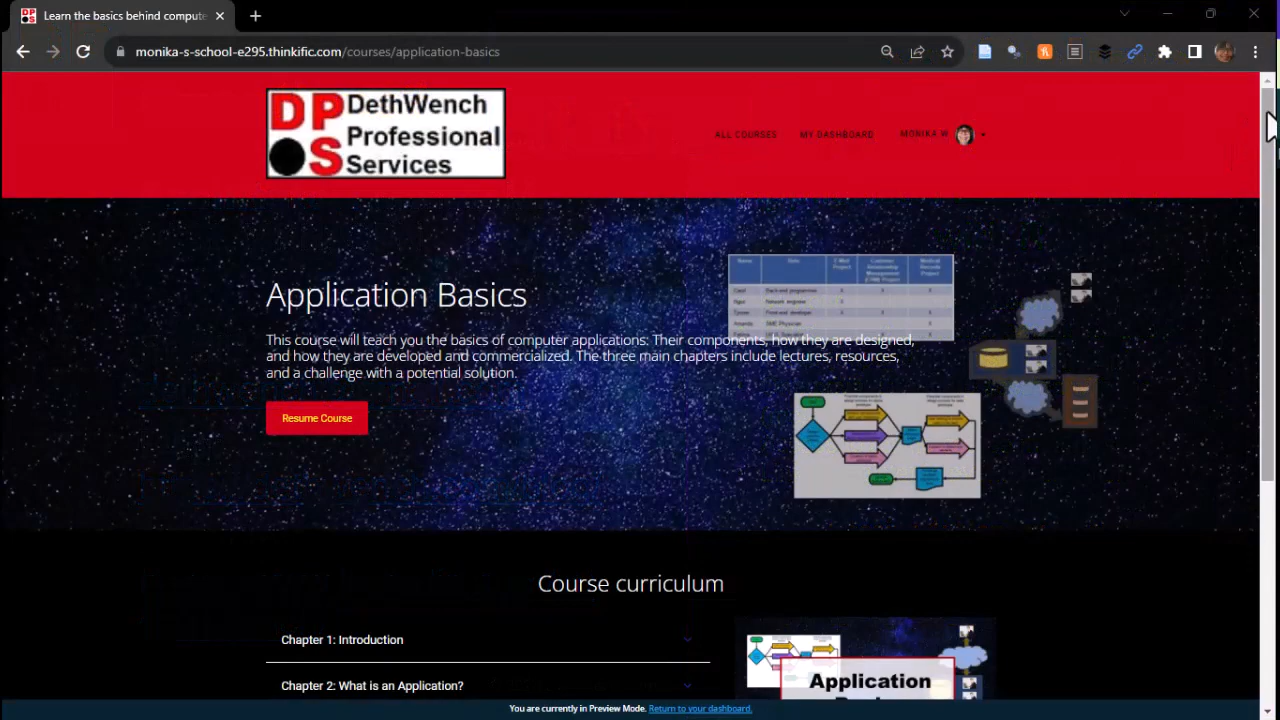 Learn the basics behind compute
monika-s-school-e295.thinkific.com/courses/application-basics
DPS
DethWench
Professional
Services
ALL COURSES
MY DASHBOARD
MONIKA W
Application Basics
This course will teach you the basics of computer applications: Their components, how they are designed,
and how they are developed and commercialized. The three main chapters include lectures, resources,
and a challenge with a potential solution.
Resume Course
Course curriculum
Chapter 1: Introduction
Chapter 2: What is an Application?
Application
You are currently in Preview Mode. Return to your dashboard.